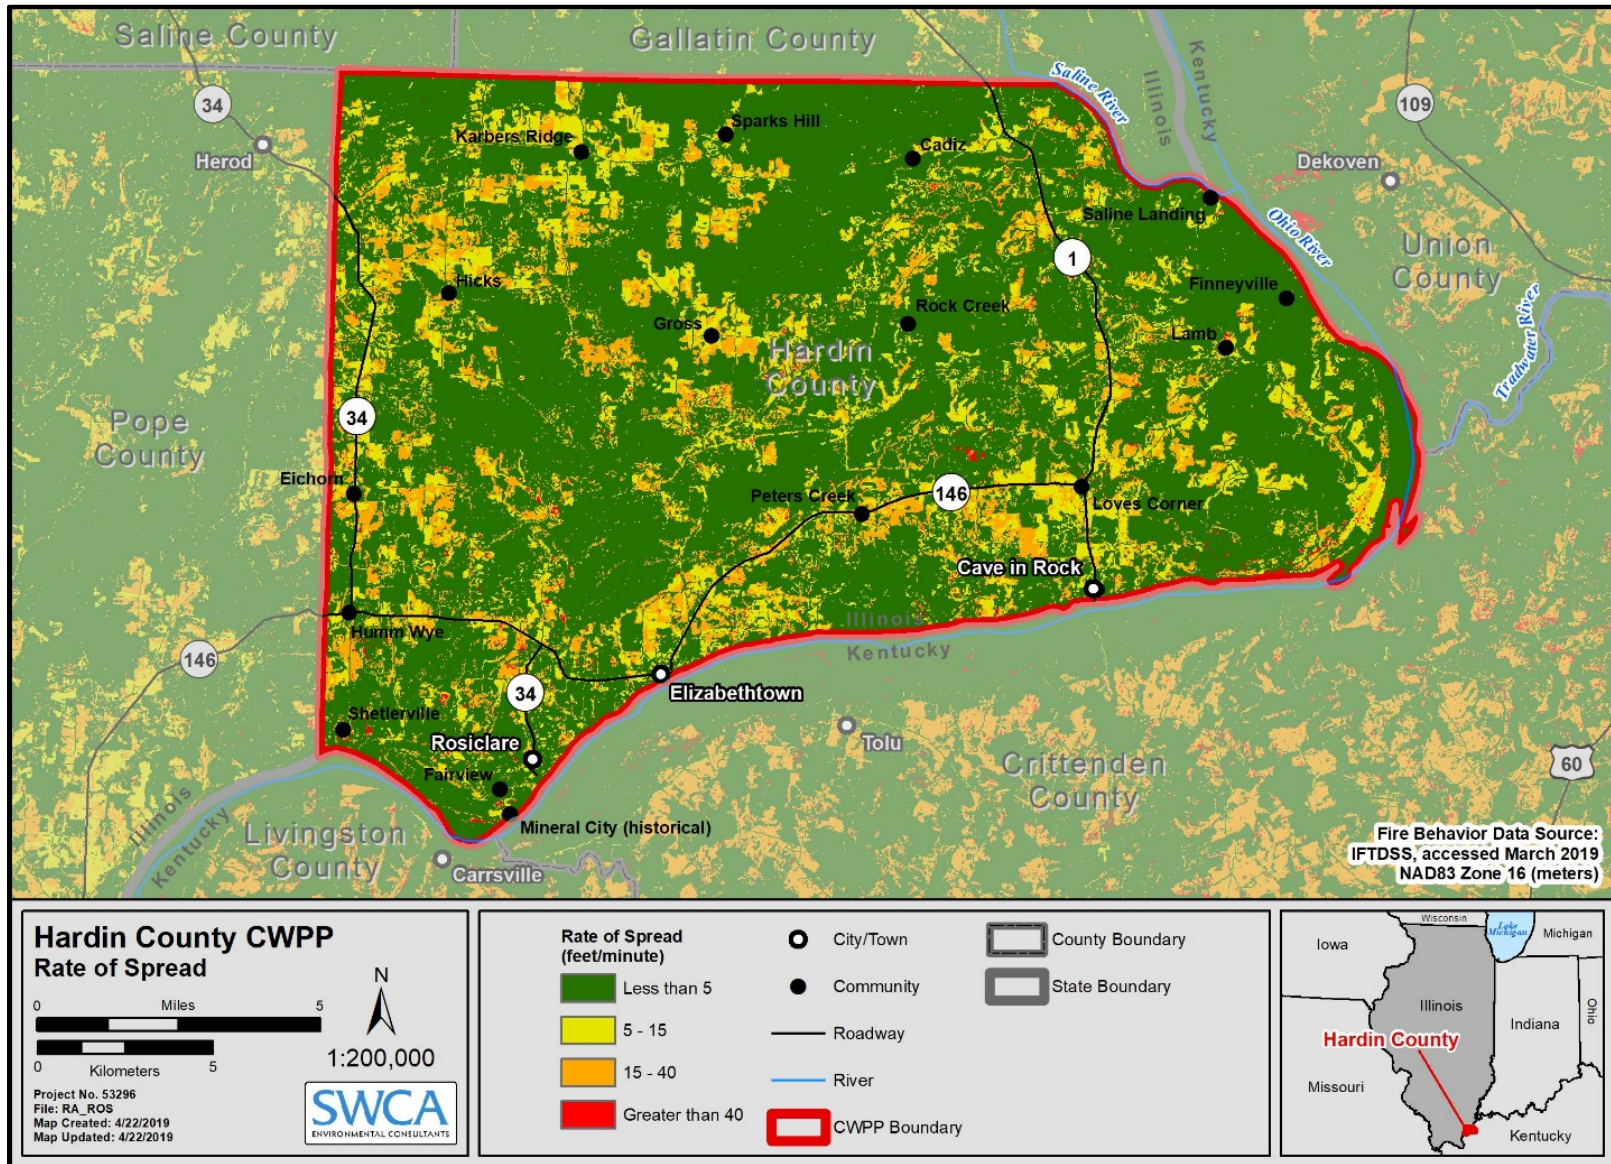 Saline County
Gallatin County
Saline River
Illinois
Kentucky
34
109
Herod
Karbers Ridge
Sparks Hill
Cadiz
Dekoven
Saline Landing
Ohio River
Union
County
1
Hicks
Finneyville
Gross
Rock Creek
Lamb
Hardin
County
Tradwater River
Pope
County
34
Eichorn
Peters Creek
146
Loves Corner
Cave in Rock
Humm Wye
Illinois
Kentucky
146
34
Elizabethtown
Shetlerville
Rosiclare
Tolu
Fairview
Crittenden
County
60
Illinois
Kentucky
Livingston
County
Mineral City (historical)
Carrsville
Fire Behavior Data Source:
IFTDSS, accessed March 2019
NAD83 Zone 16 (meters)
Hardin County CWPP
Rate of Spread
0 Miles 5
0 Kilometers 5
N
1:200,000
Project No. 53296
File: RA_ROS
Map Created: 4/22/2019
Map Updated: 4/22/2019
SWCA
ENVIRONMENTAL CONSULTANTS
Rate of Spread
(feet/minute)
Less than 5
5 - 15
15 - 40
Greater than 40
City/Town
Community
Roadway
River
CWPP Boundary
County Boundary
State Boundary
Wisconsin
Lake
Michigan
Michigan
Iowa
Illinois
Indiana
Ohio
Hardin County
Missouri
Kentucky